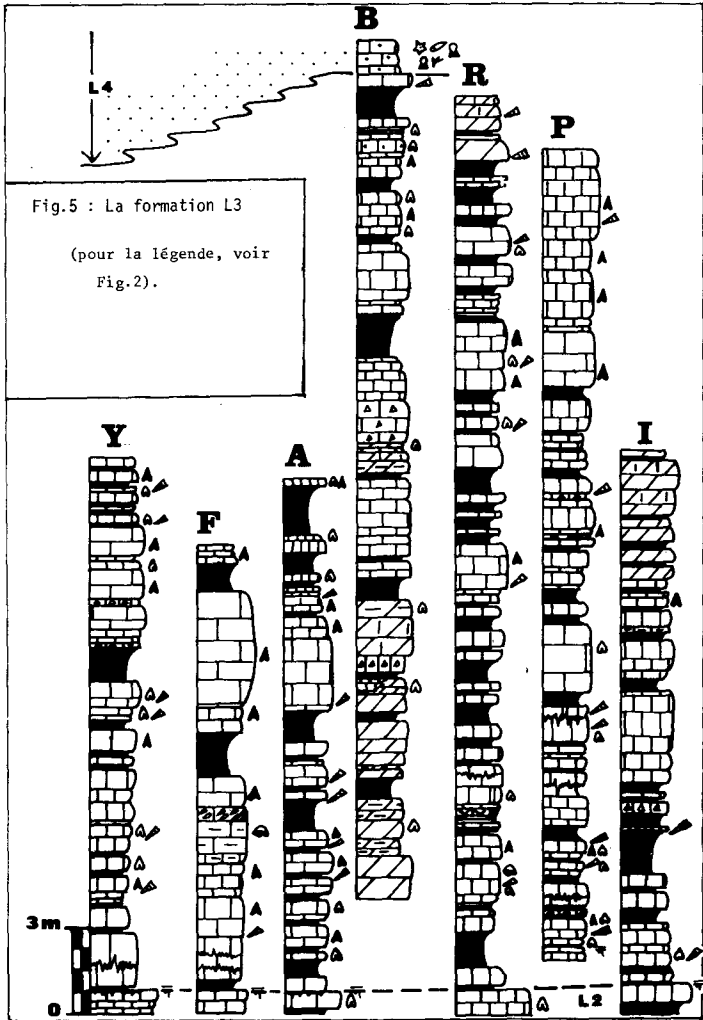 B
R
P
L4
Fig.5 : La formation L3
(pour la légende, voir
Fig.2).
Y
F
A
I
3m
0
L2